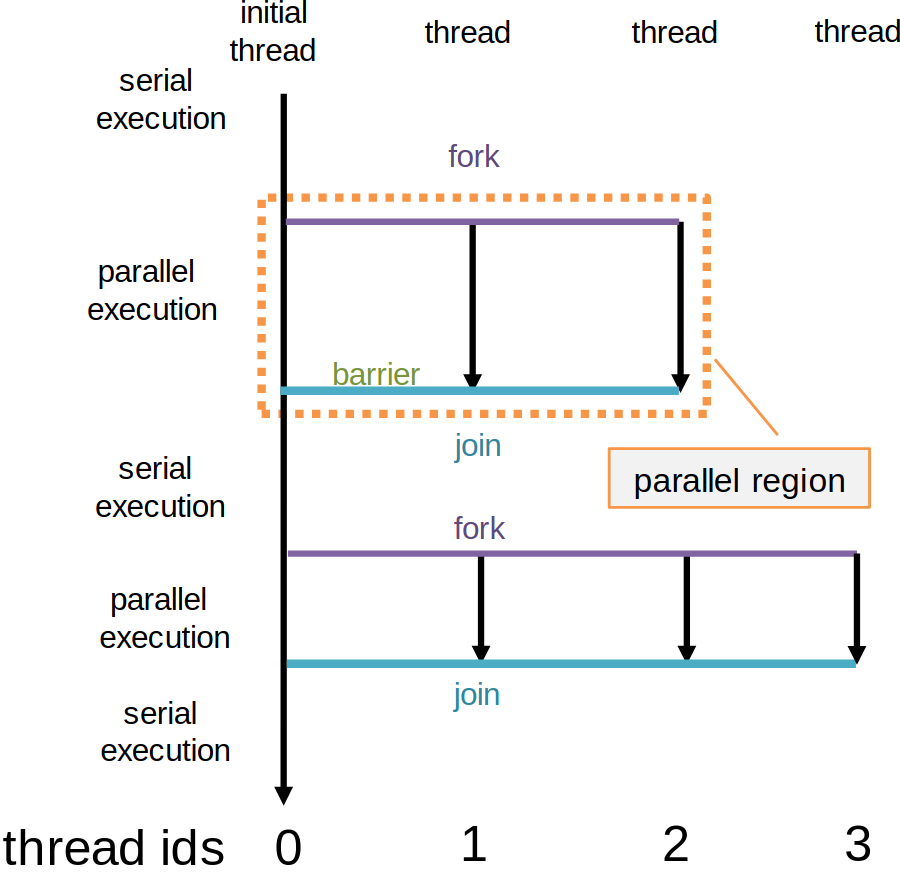 initial
thread
thread
thread
thread
serial
execution
fork
parallel
execution
barrier
join
serial
execution
parallel region
fork
parallel
execution
join
serial
execution
thread ids 0 1 2 3